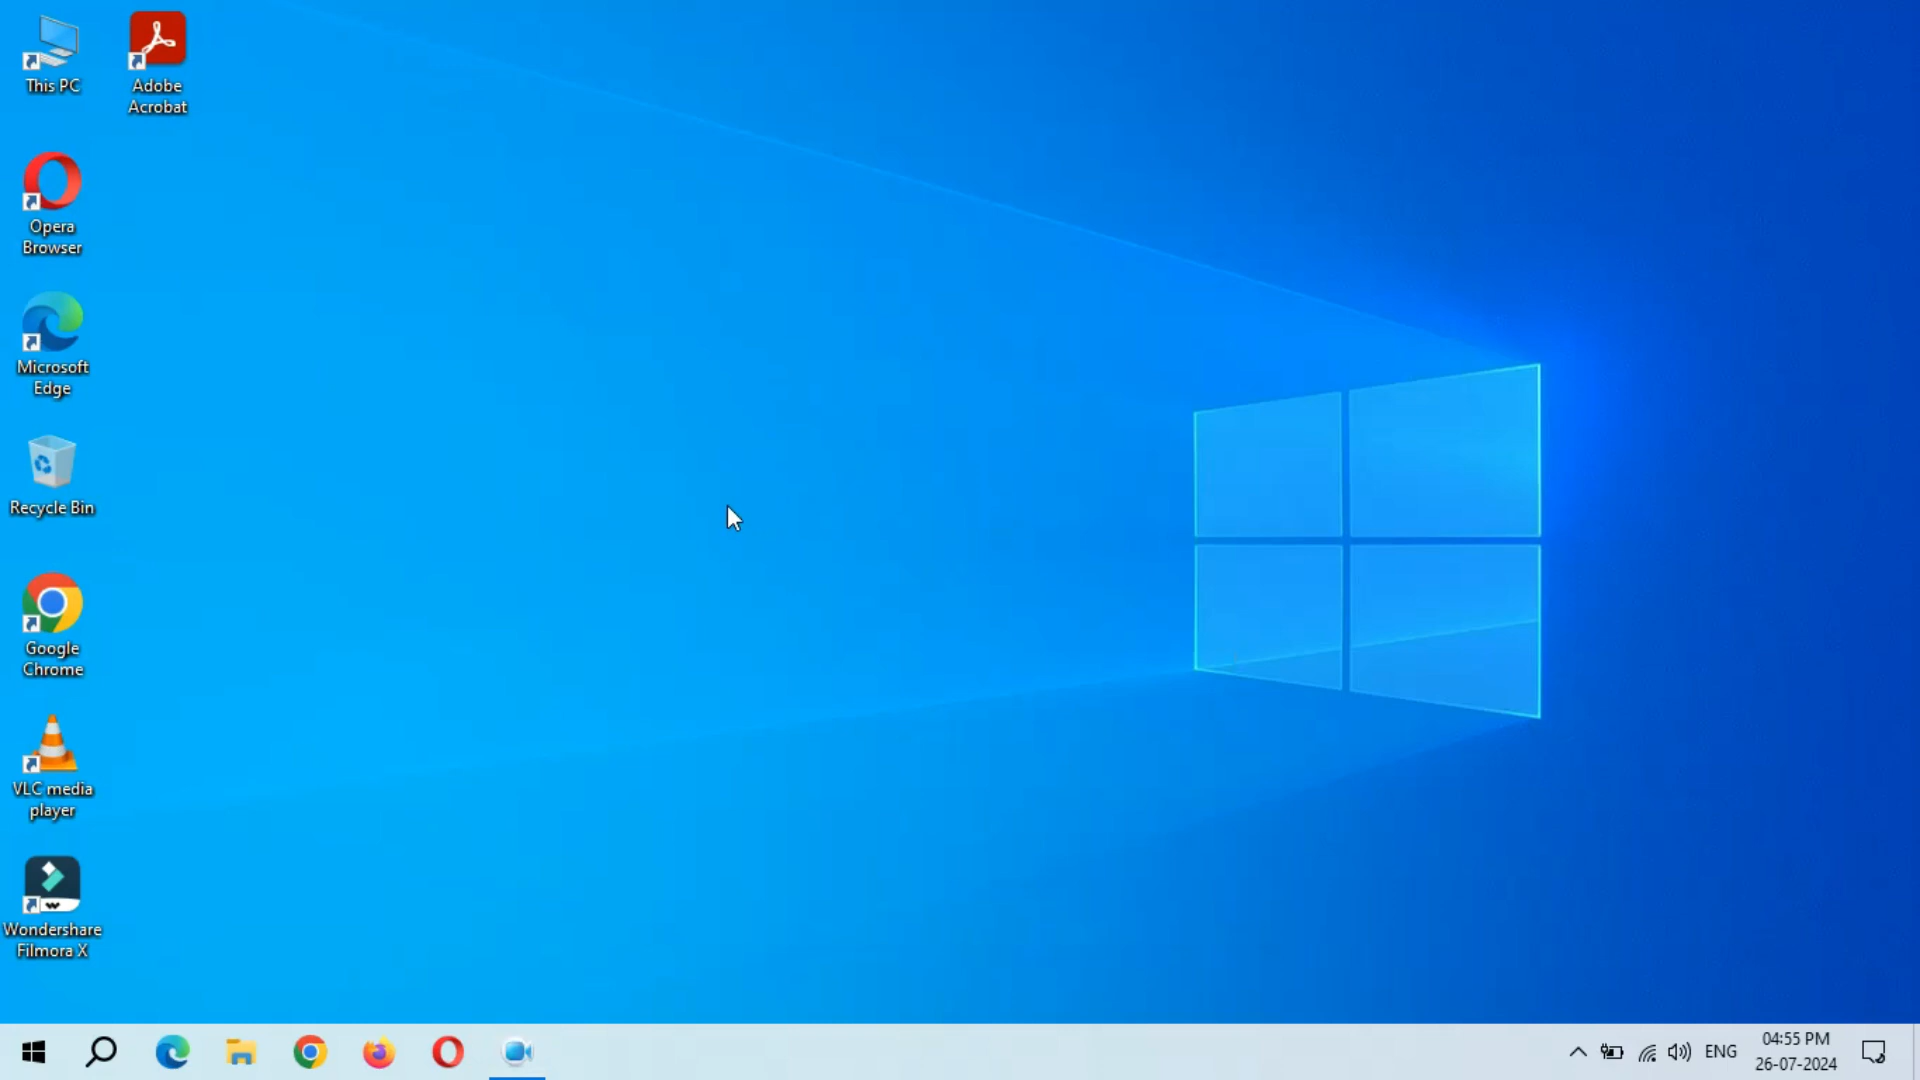 This PC
Adobe
Acrobat
Opera
Browser
Microsoft
Edge
Recycle Bin
Google
Chrome
VLC media
player
Wondershare
Filmora X
ENG
04:55 PM
26-07-2024